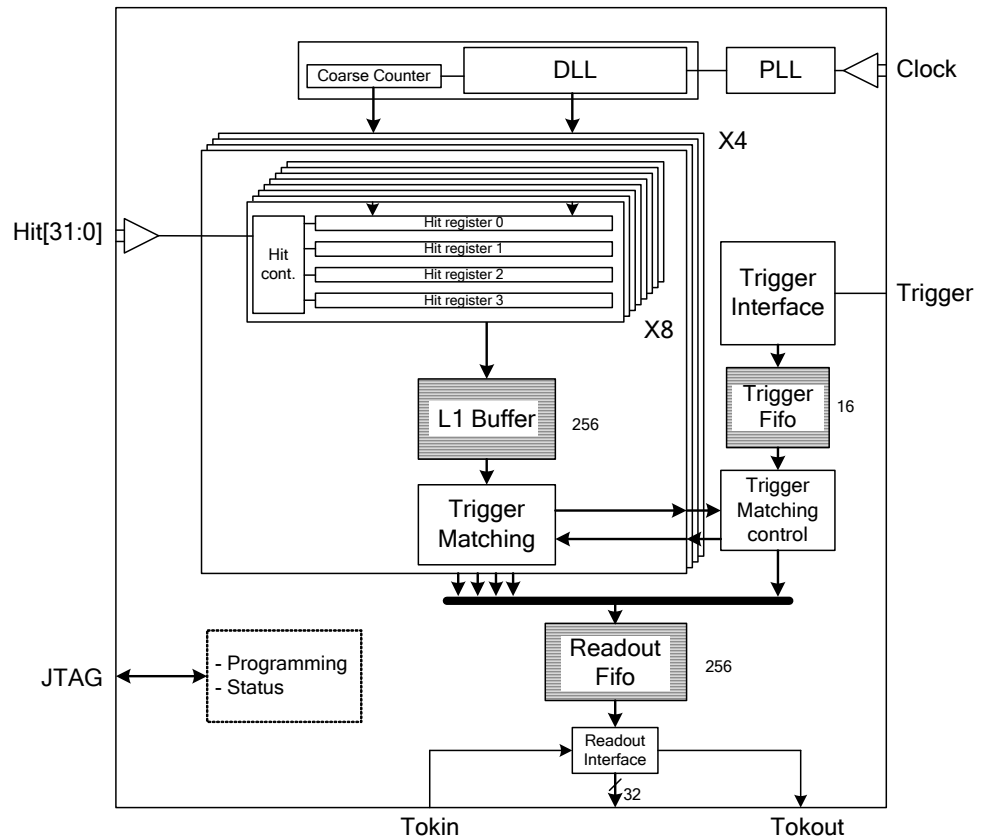 Coarse Counter
DLL
PLL
Clock
X4
Hit[31:0]
Hit
cont.
Hit register 0
Hit register 1
Hit register 2
Hit register 3
X8
Trigger
Interface
Trigger
L1 Buffer
256
Trigger
Fifo
16
Trigger
Matching
Trigger
Matching
control
JTAG
- Programming
- Status
Readout
Fifo
256
Readout
Interface
32
Tokin
Tokout